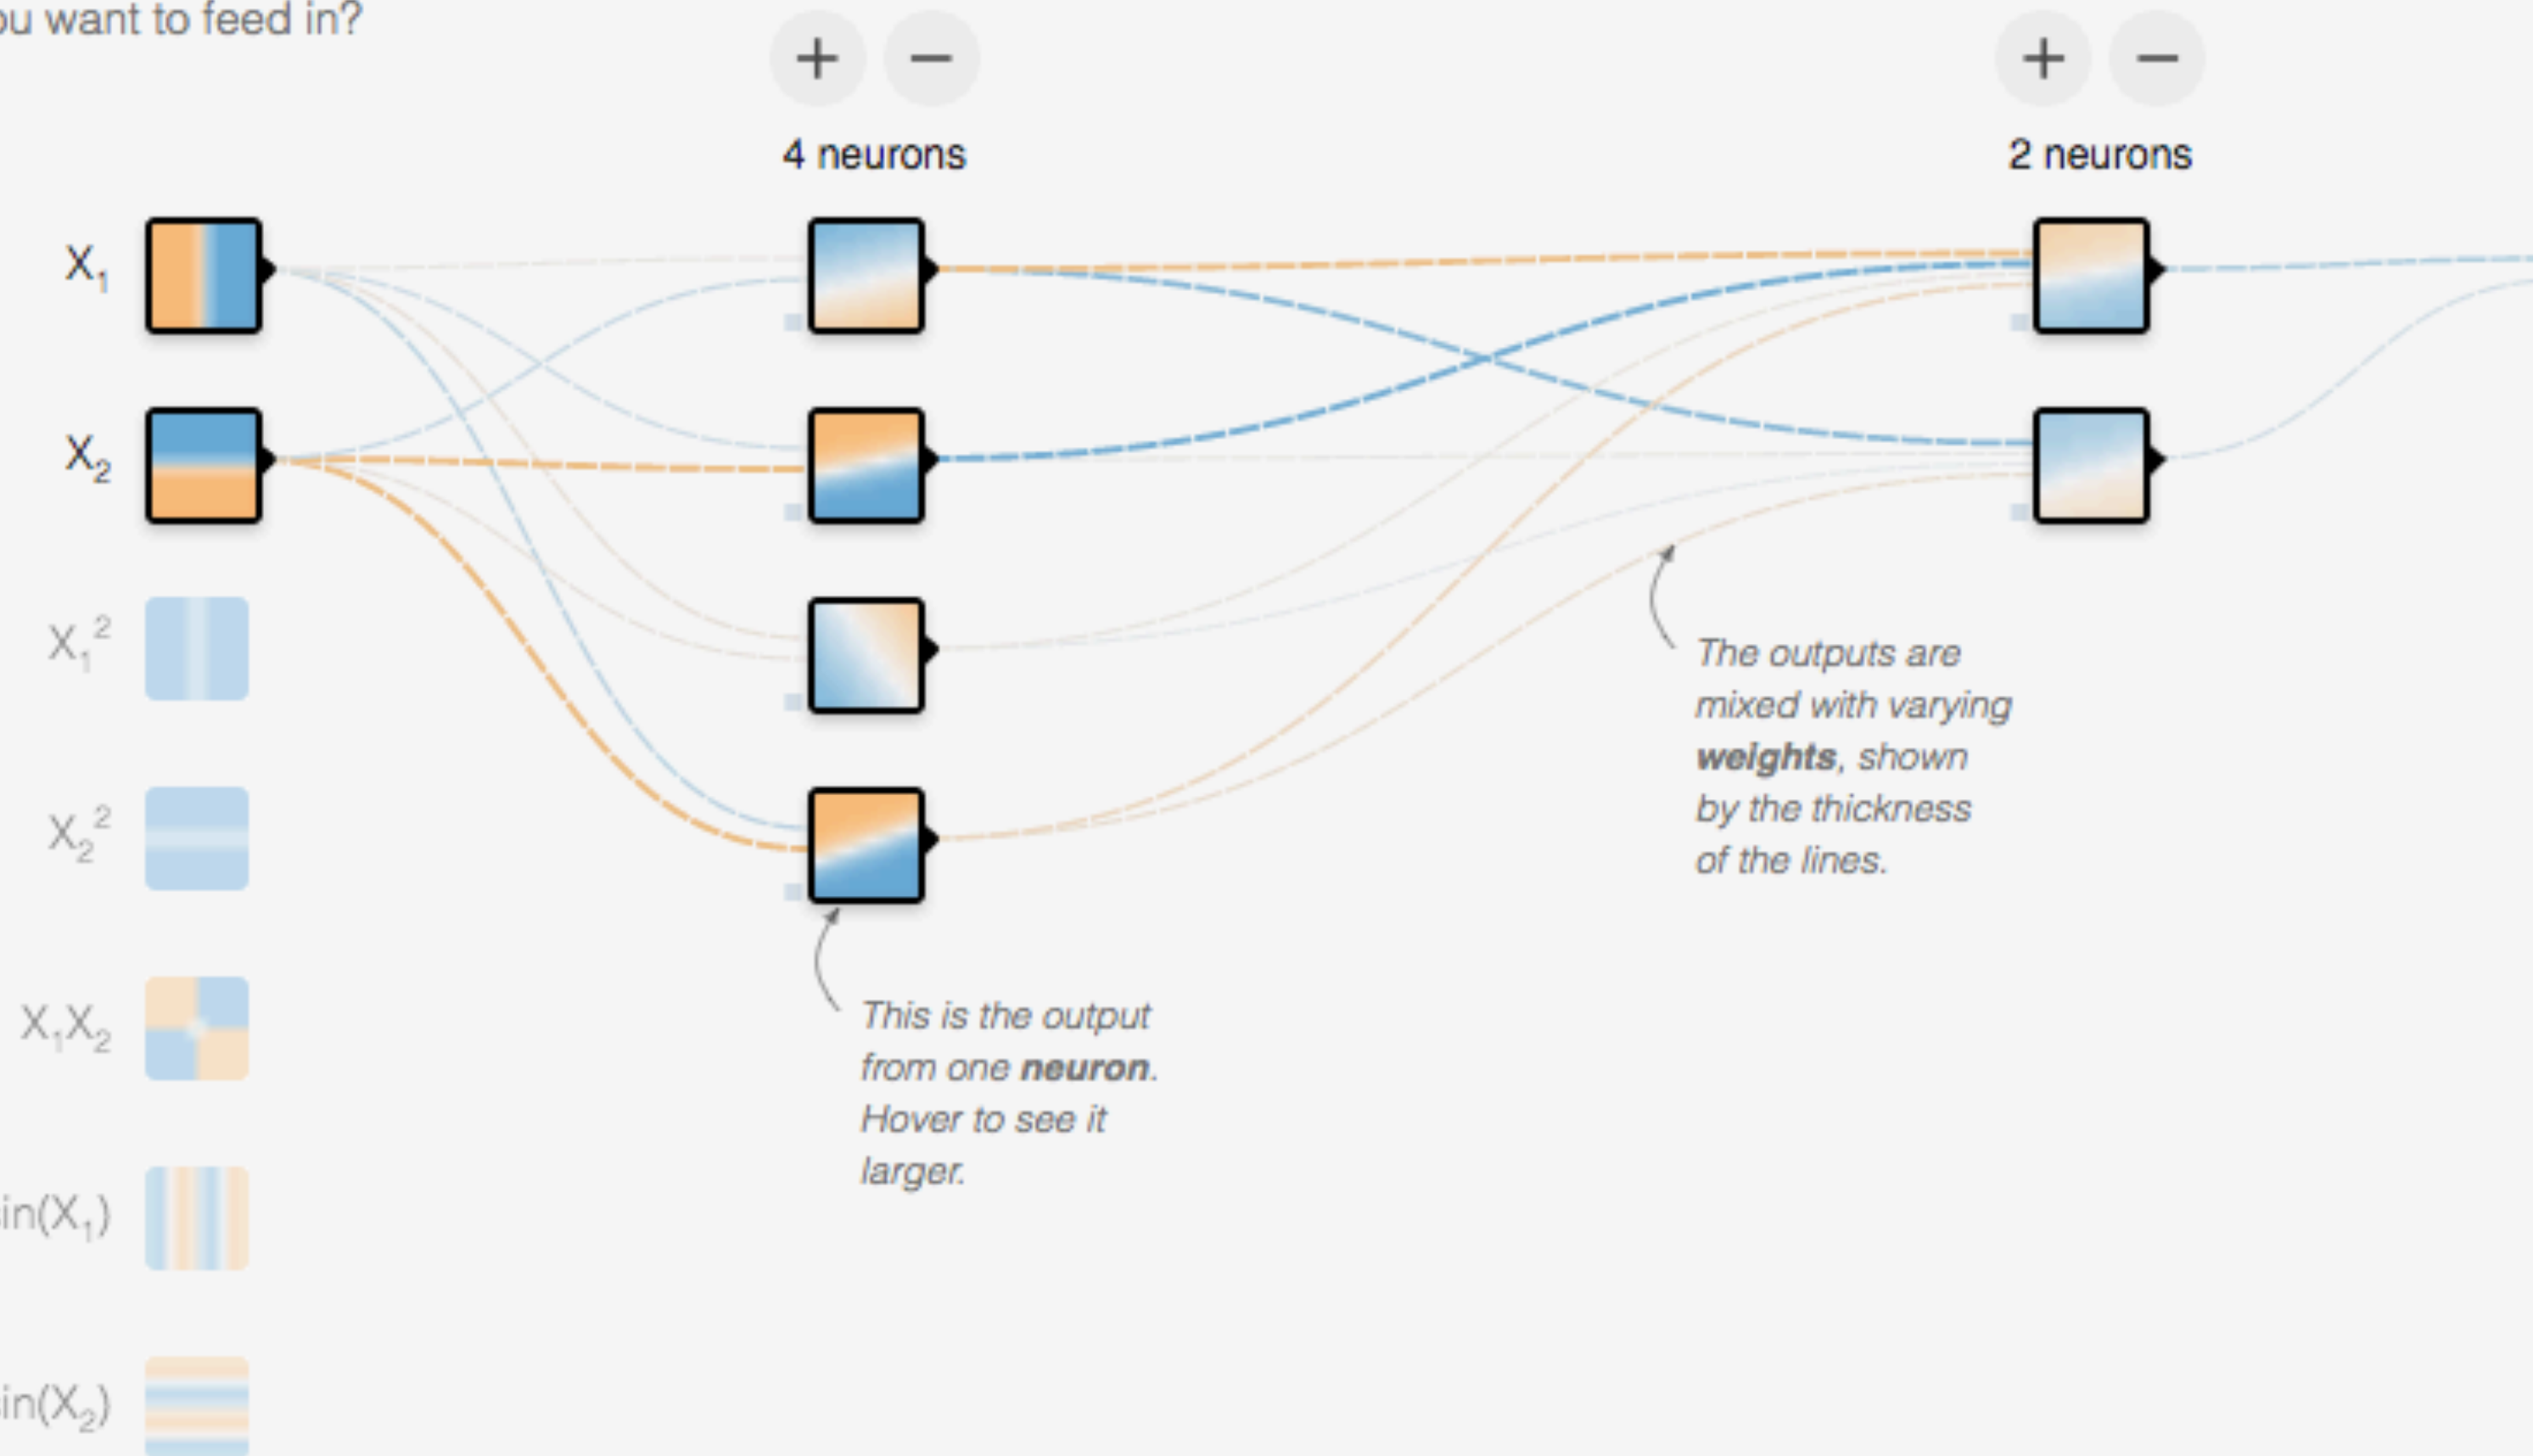 ou want to feed in?
+ − + −
4 neurons 2 neurons
X₁
X₂
X₁²
X₂²
X₁X₂
in(X₁)
in(X₂)
The outputs are
mixed with varying
weights, shown
by the thickness
of the lines.
This is the output
from one neuron.
Hover to see it
larger.